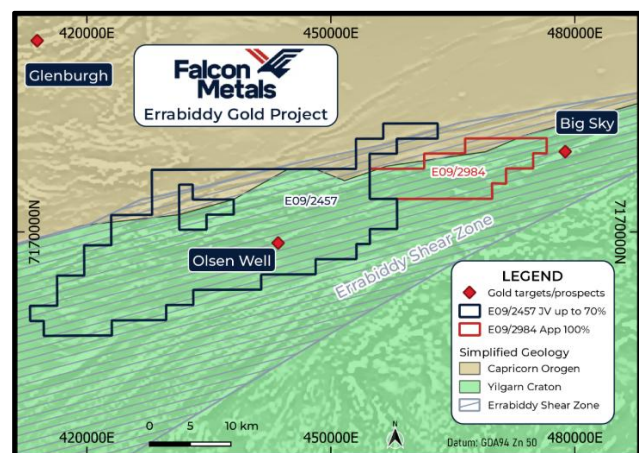 420000E
450000E
480000E
Glenburgh
Falcon
Metals
Errabiddy Gold Project
Big Sky
E09/2984
E09/2457
7170000N
7170000N
Olsen Well
Errabiddy Shear Zone
LEGEND
Gold targets/prospects
E09/2457 JV up to 70%
E09/2984 App 100%
Simplified Geology
Capricorn Orogen
Yilgarn Craton
Errabiddy Shear Zone
0 5 10 km
N
420000E
450000E
Datum: GDA94 Zn 50
480000E